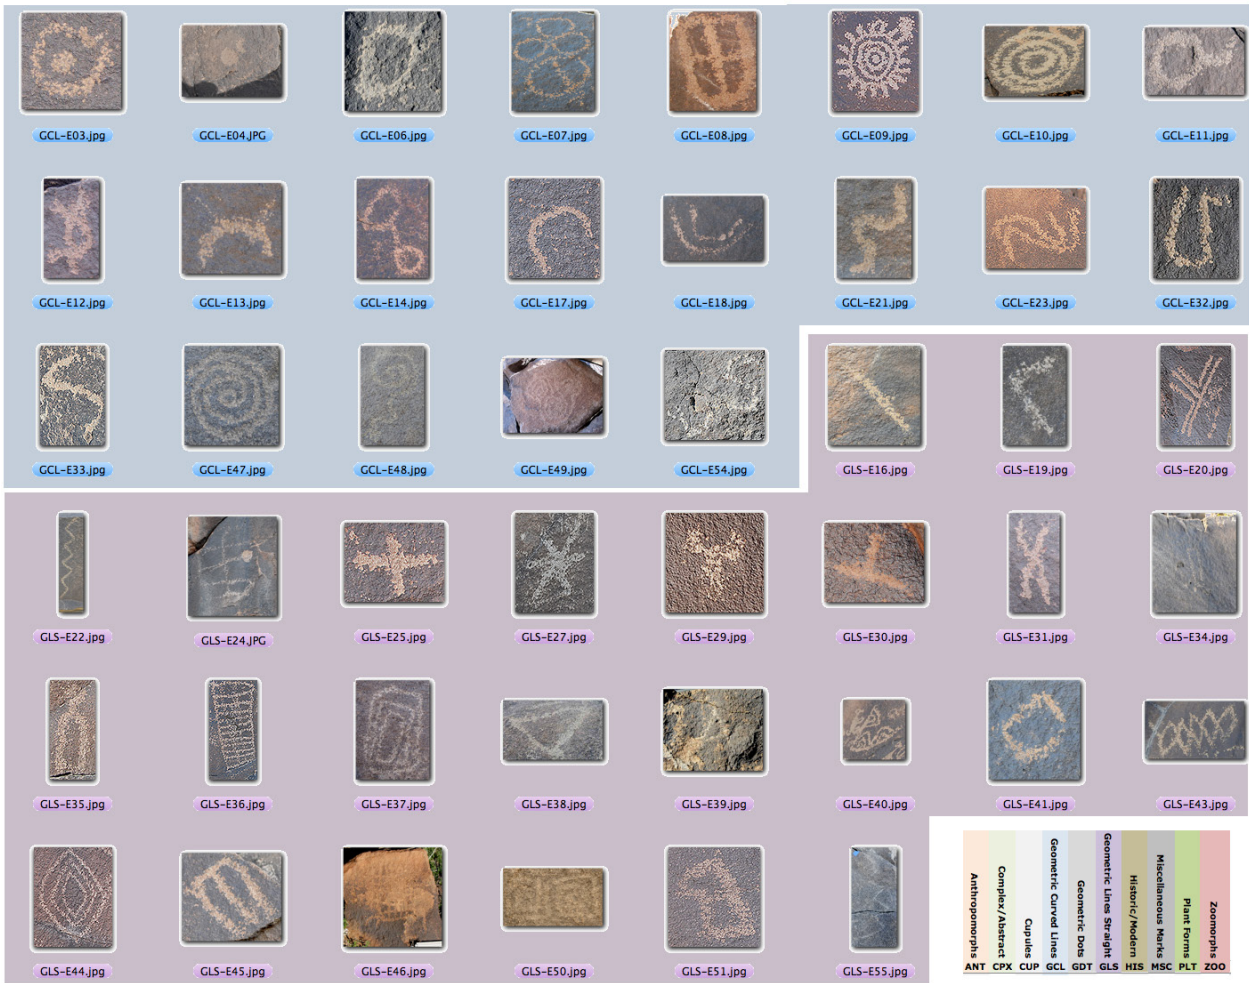 GCL-E03.jpg GCL-E04.JPG GCL-E06.jpg GCL-E07.jpg GCL-E08.jpg GCL-E09.jpg GCL-E10.jpg GCL-E11.jpg
GCL-E12.jpg GCL-E13.jpg GCL-E14.jpg GCL-E17.jpg GCL-E18.jpg GCL-E21.jpg GCL-E23.jpg GCL-E32.jpg
GCL-E33.jpg GCL-E47.jpg GCL-E48.jpg GCL-E49.jpg GCL-E54.jpg GLS-E16.jpg GLS-E19.jpg GLS-E20.jpg
GLS-E22.jpg GLS-E24.JPG GLS-E25.jpg GLS-E27.jpg GLS-E29.jpg GLS-E30.jpg GLS-E31.jpg GLS-E34.jpg
GLS-E35.jpg GLS-E36.jpg GLS-E37.jpg GLS-E38.jpg GLS-E39.jpg GLS-E40.jpg GLS-E41.jpg GLS-E43.jpg
GLS-E44.jpg GLS-E45.jpg GLS-E46.jpg GLS-E50.jpg GLS-E51.jpg GLS-E55.jpg
Anthropomorphs
Complex/Abstract
Cupules
Geometric Curved Lines
Geometric Dots
Geometric Lines Straight
Historic/Modern
Miscellaneous Marks
Plant Forms
Zoomorphs
ANT CPX CUP GCL GDT GLS HIS MSC PLT ZOO